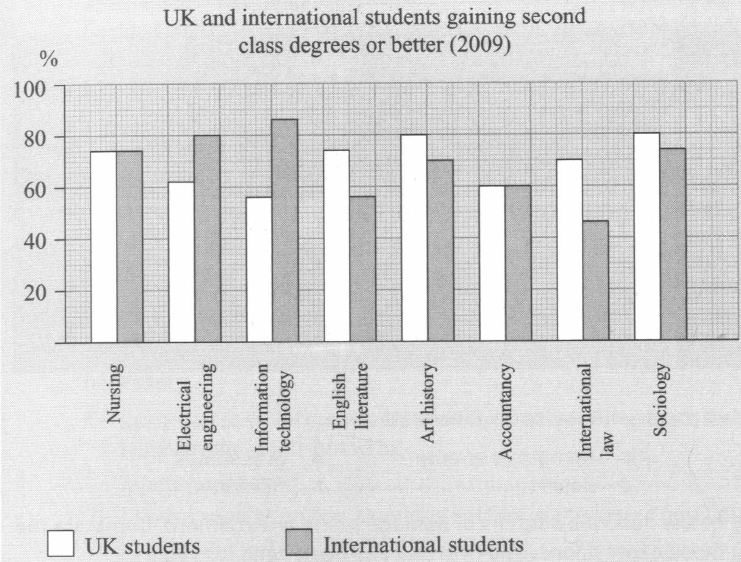 UK and international students gaining second
class degrees or better (2009)
%
100
80
60
40
20
Nursing
Electrical
engineering
Information
technology
English
literature
Art history
Accountancy
International
law
Sociology
UK students
International students